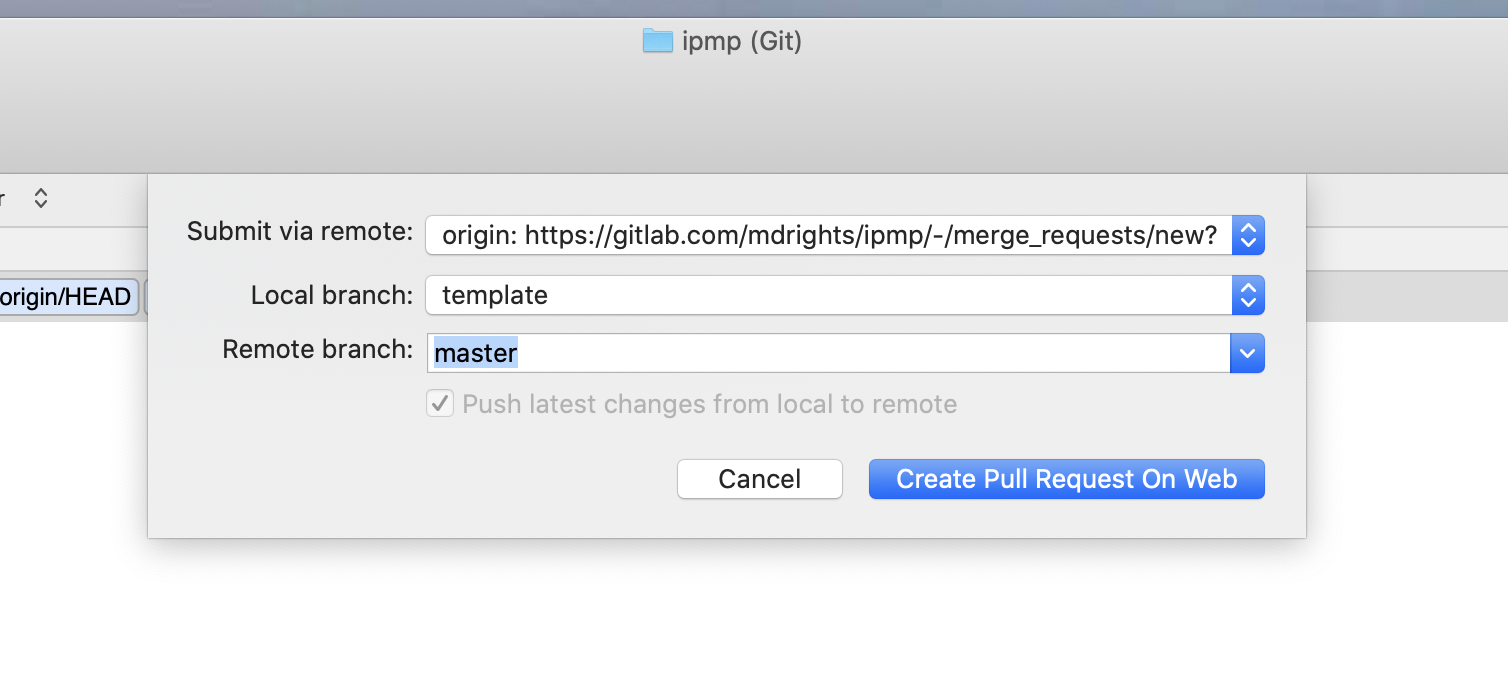 ipmp (Git)
r
Submit via remote: origin: https://gitlab.com/mdrights/ipmp/-/merge_requests/new?
origin/HEAD
Local branch: template
Remote branch: master
Push latest changes from local to remote
Cancel
Create Pull Request On Web